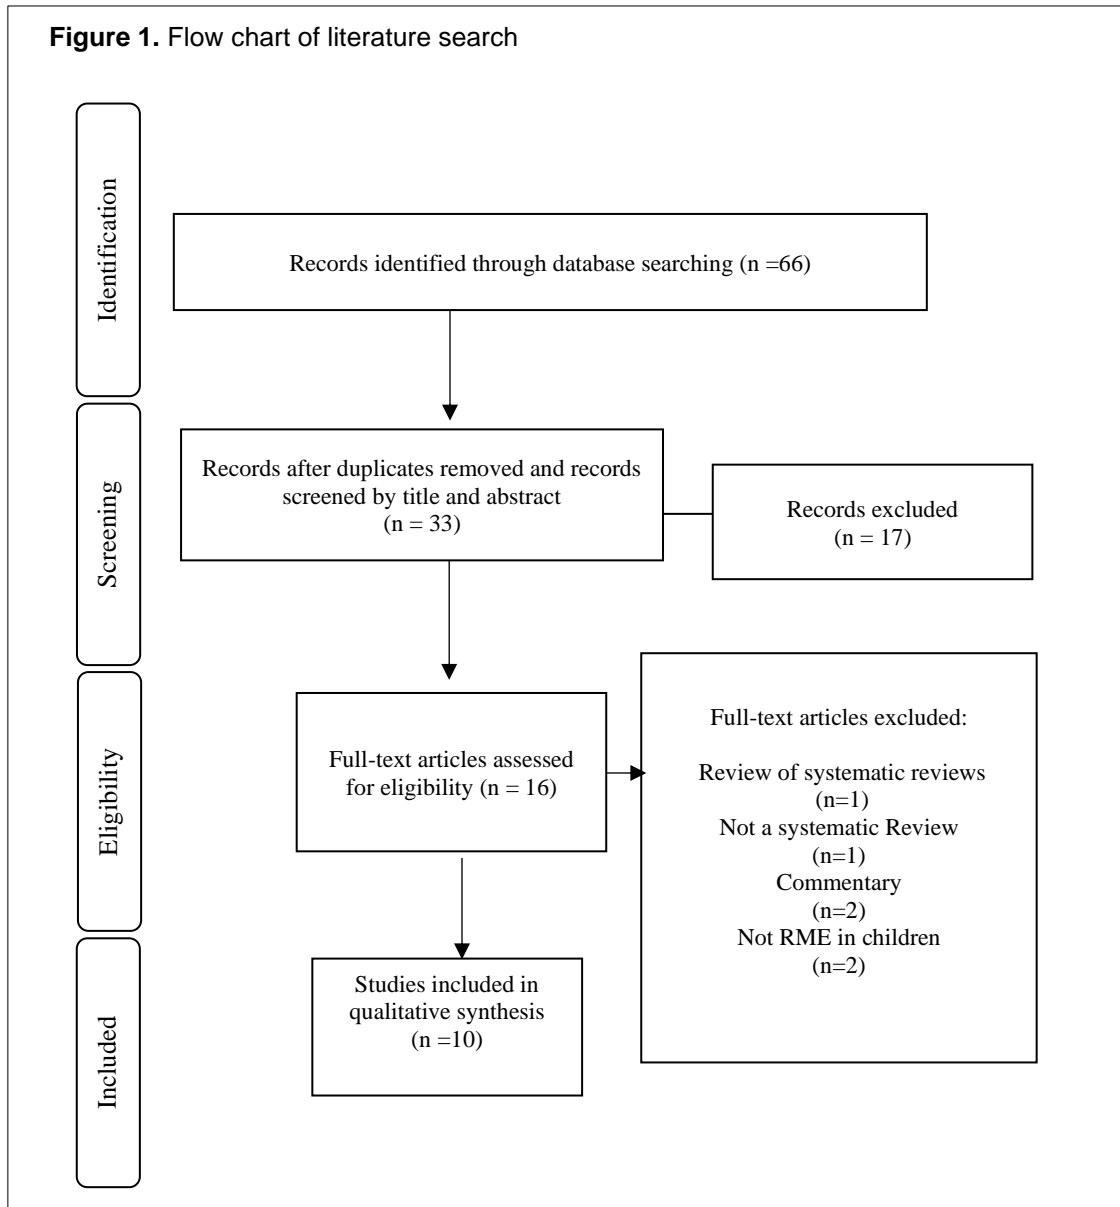 Figure 1. Flow chart of literature search
Identification
Records identified through database searching (n =66)
Screening
Records after duplicates removed and records
screened by title and abstract
(n = 33)
Records excluded
(n = 17)
Eligibility
Full-text articles assessed
for eligibility (n = 16)
Full-text articles excluded:
Review of systematic reviews
(n=1)
Not a systematic Review
(n=1)
Commentary
(n=2)
Not RME in children
(n=2)
Included
Studies included in
qualitative synthesis
(n =10)